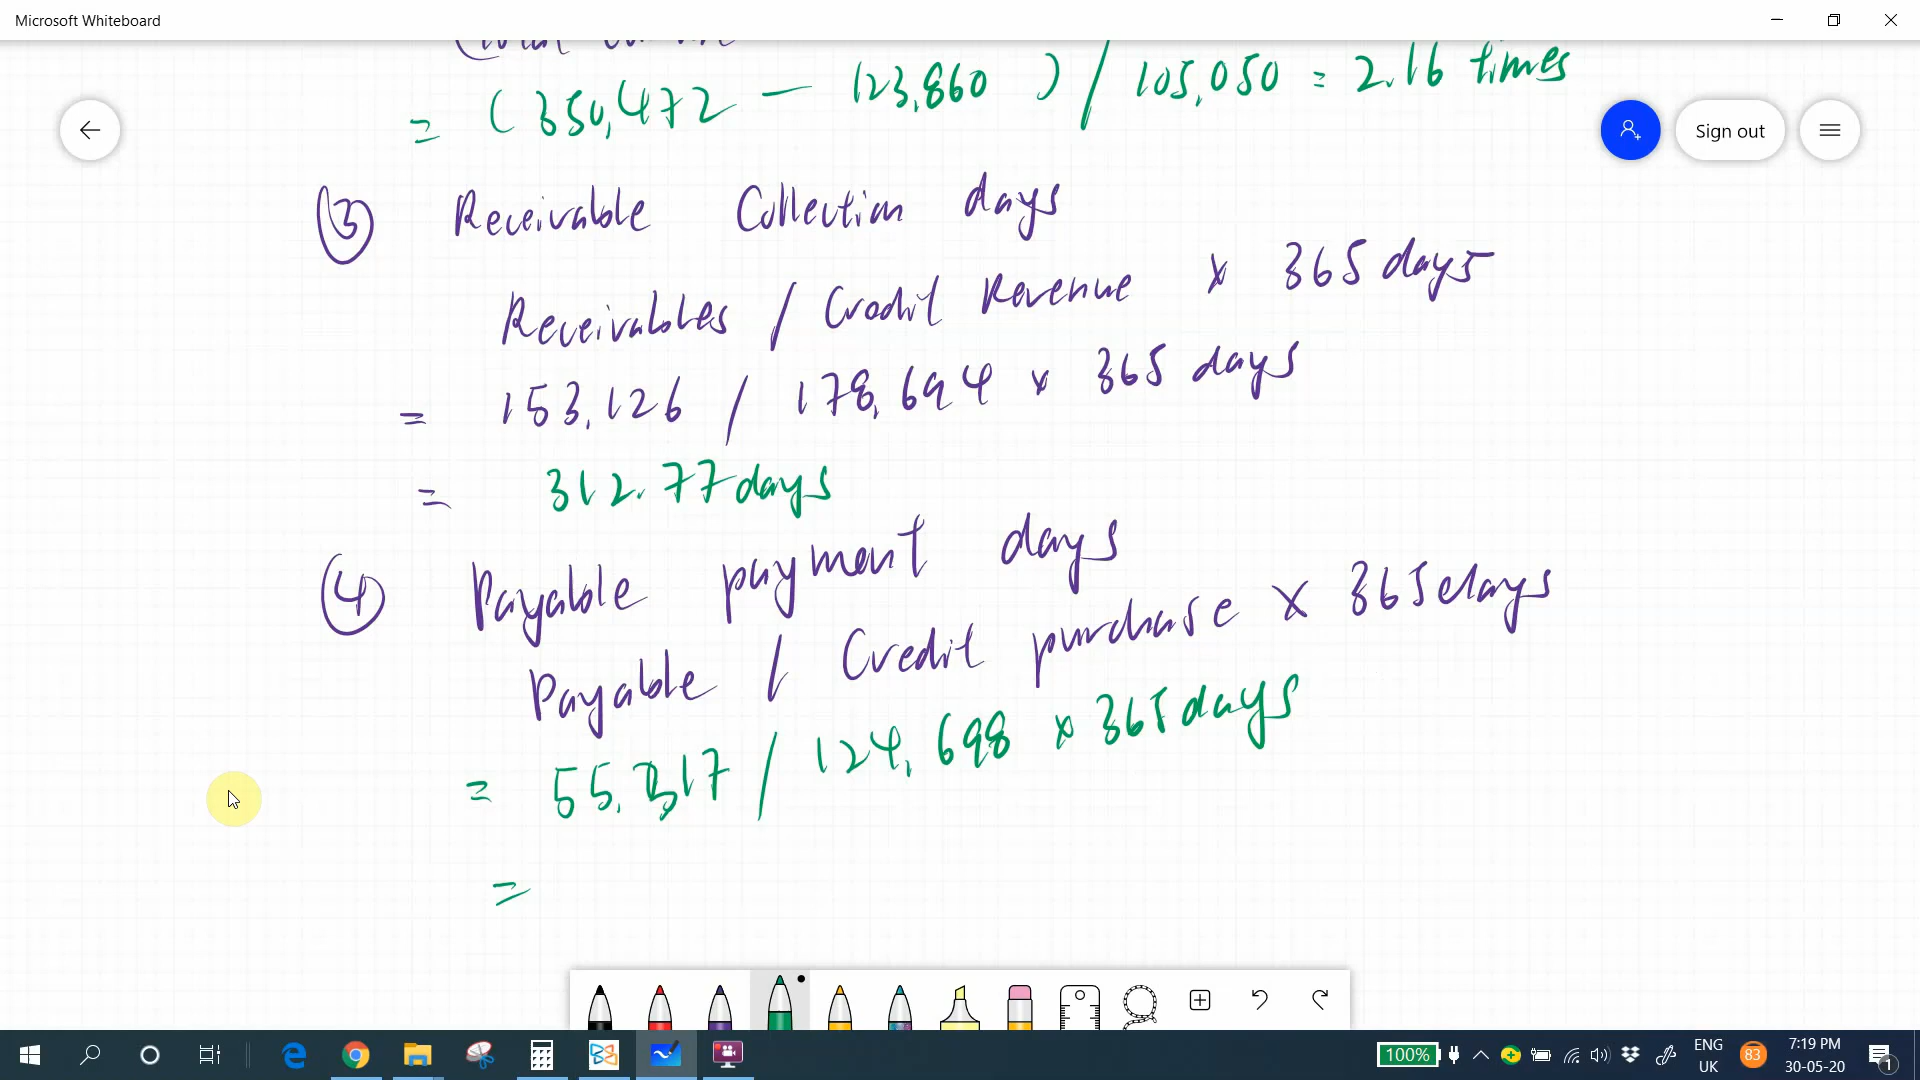 Microsoft Whiteboard
= (350,472 - 123,860) / 105,050 = 2.16 times
Sign out
3 Receivable Collection days
Receivables / Credit Revenue x 365 days
= 153,126 / 178,694 x 365 days
= 312.77 days
4 Payable payment days
Payable / Credit purchase x 365 days
= 55,317 / 124,698 x 365 days
=
100%
ENG
UK
83
7:19 PM
30-05-20
1